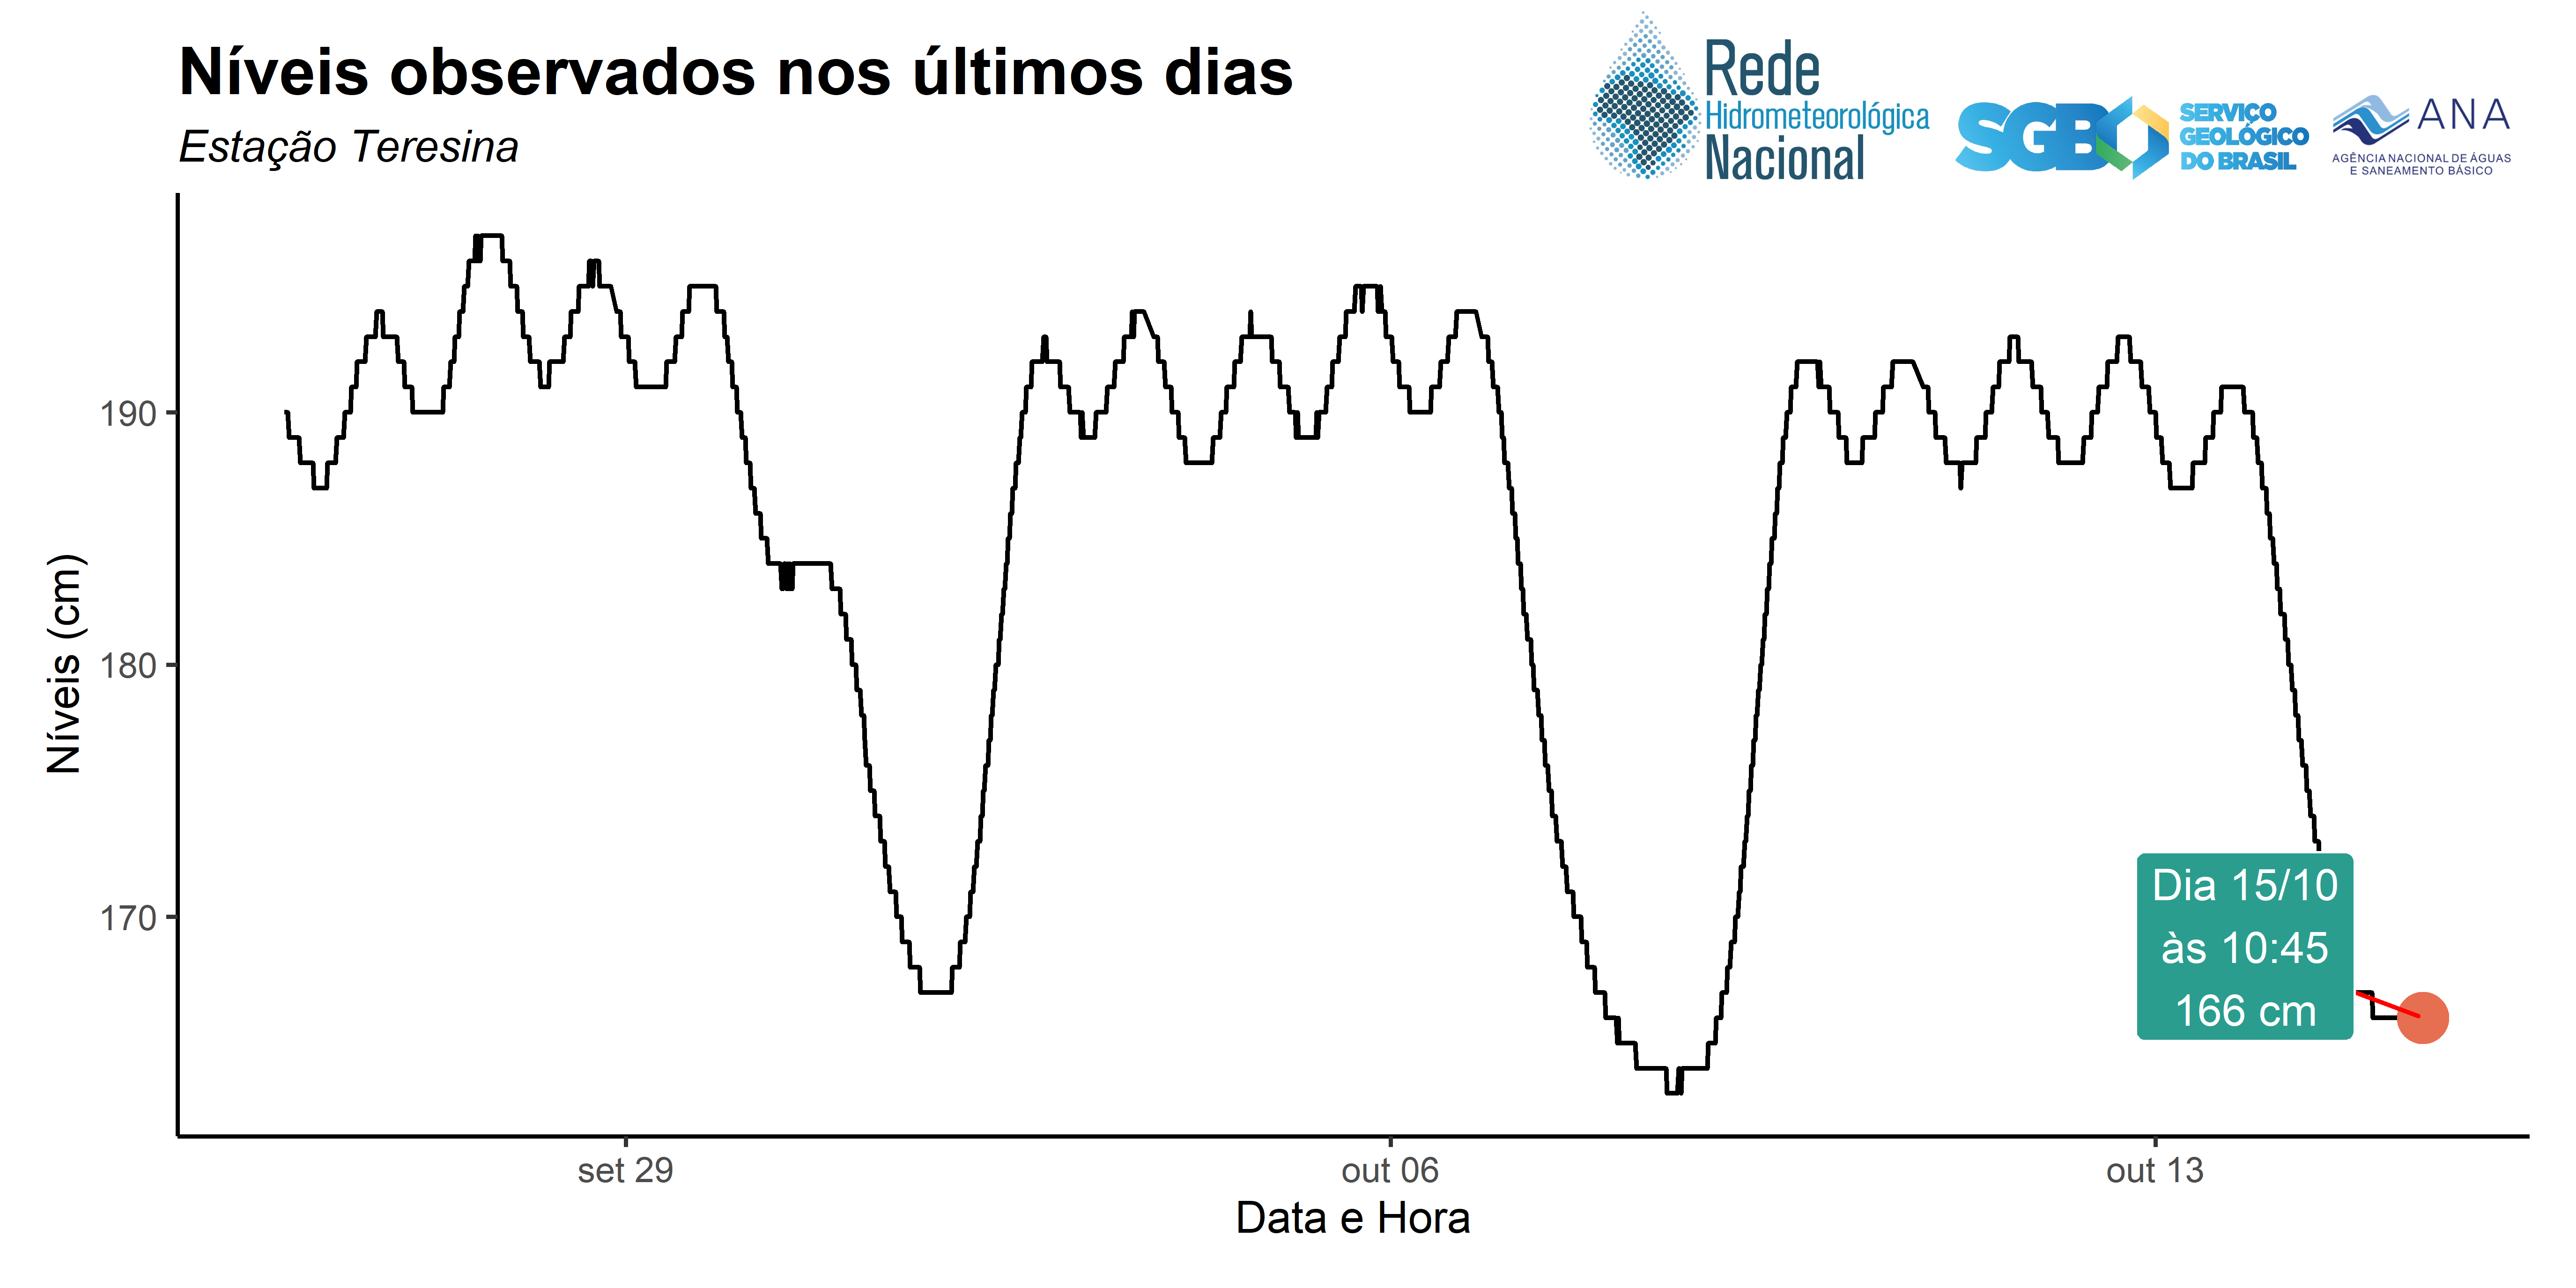 Níveis observados nos últimos dias
Estação Teresina
Rede
Hidrometeorológica
Nacional
SGB
SERVIÇO
GEOLÓGICO
DO BRASIL
ANA
AGÊNCIA NACIONAL DE ÁGUAS
E SANEAMENTO BÁSICO
Níveis (cm)
190
180
170
Dia 15/10
às 10:45
166 cm
set 29
out 06
out 13
Data e Hora